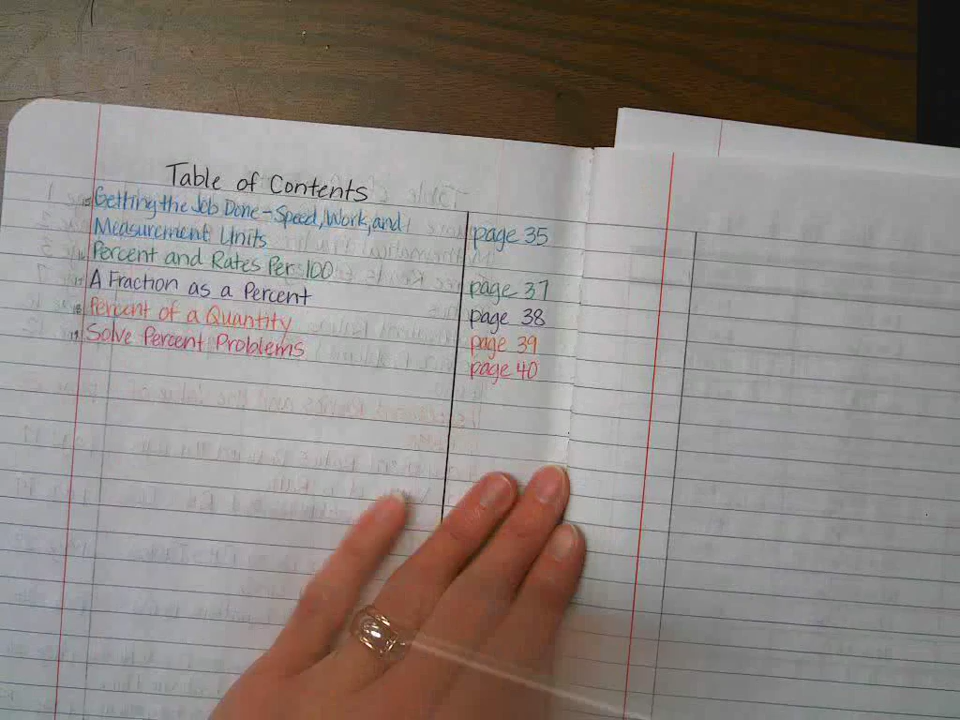 Table of Contents
Getting the Job Done - Speed, Work, and
Measurement Units page 35
Percent and Rates Per 100 page 37
A Fraction as a Percent page 38
Percent of a Quantity page 39
Solve Percent Problems page 40